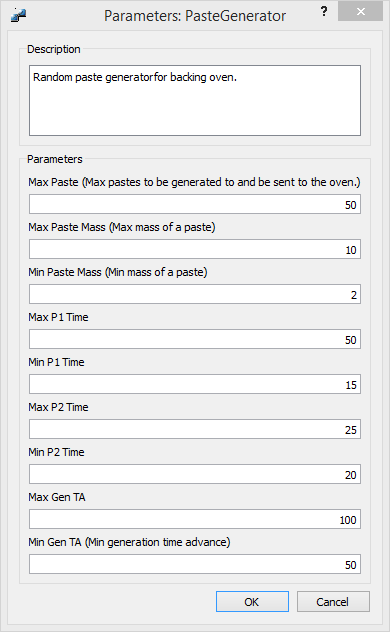 Parameters: PasteGenerator
?
Description
Random paste generatorfor backing oven.
Parameters
Max Paste (Max pastes to be generated to and be sent to the oven.)
50
Max Paste Mass (Max mass of a paste)
10
Min Paste Mass (Min mass of a paste)
2
Max P1 Time
50
Min P1 Time
15
Max P2 Time
25
Min P2 Time
20
Max Gen TA
100
Min Gen TA (Min generation time advance)
50
OK
Cancel